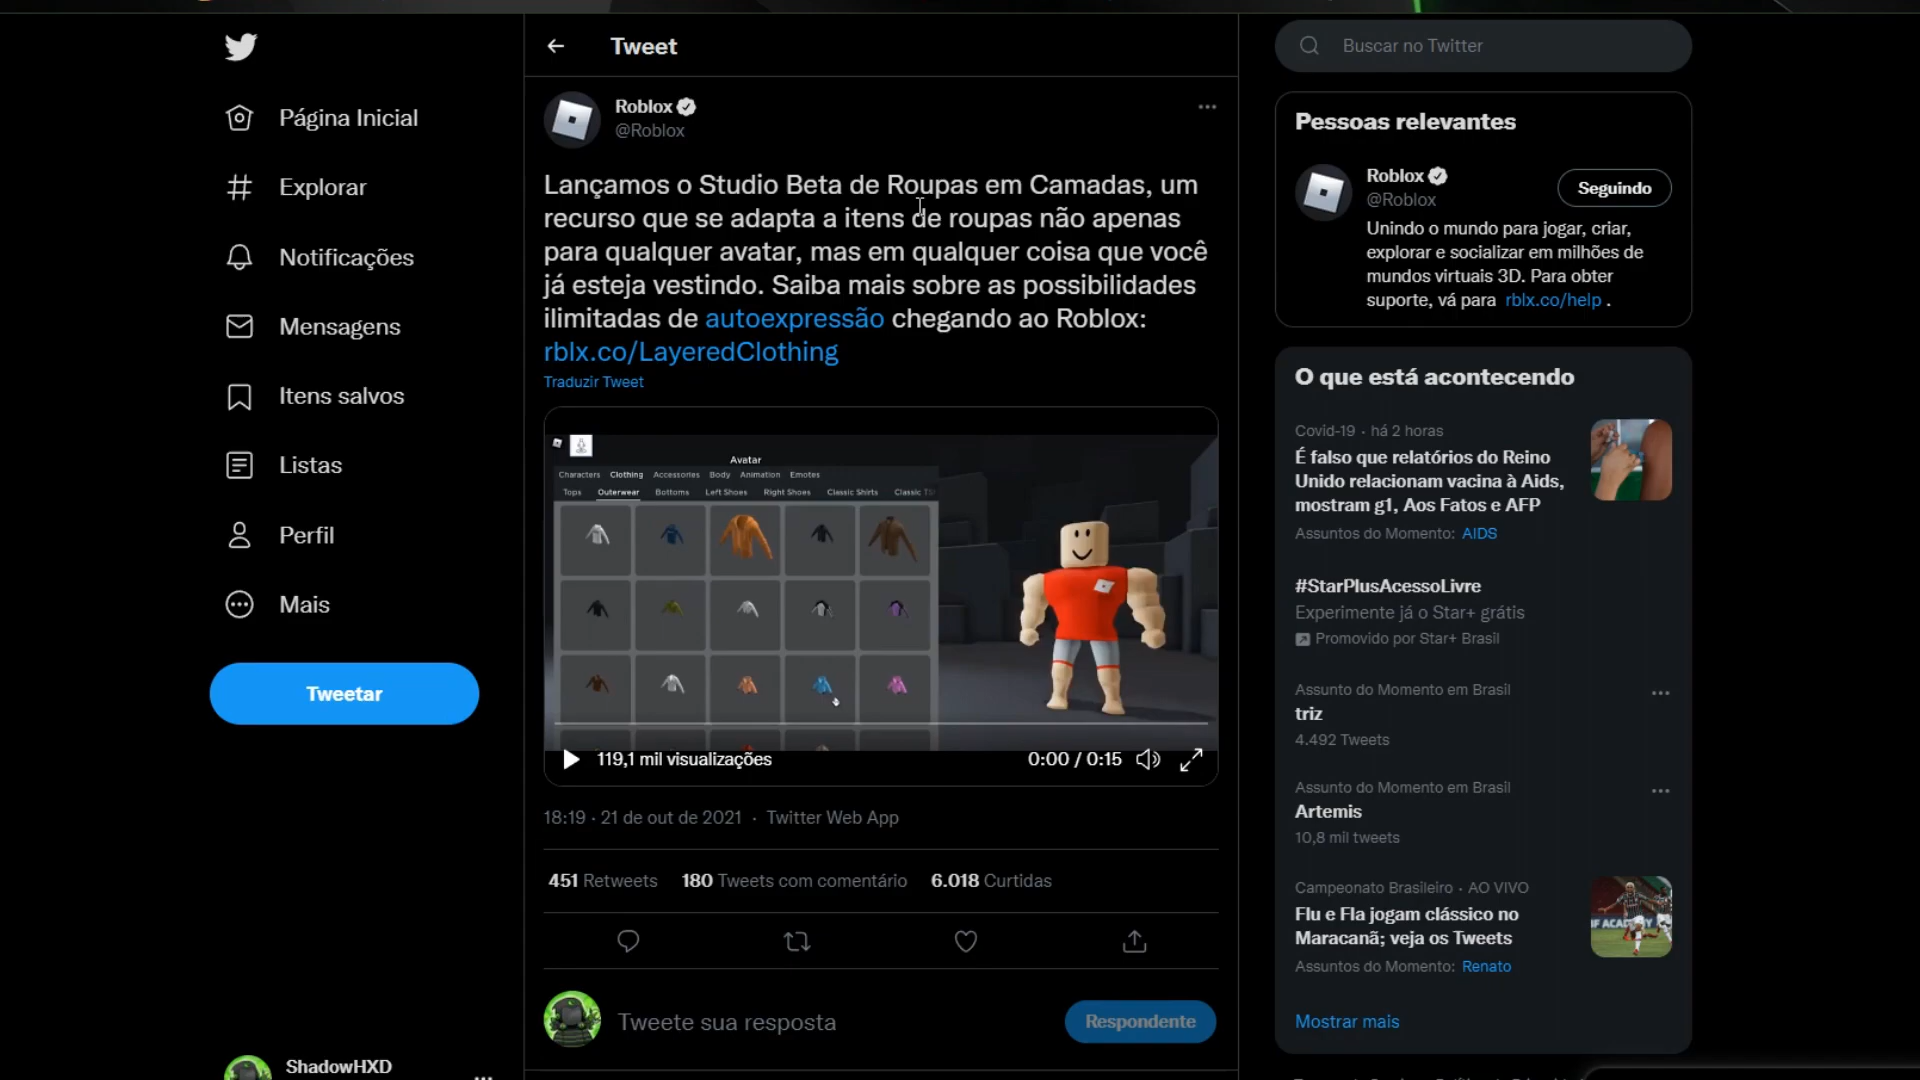 Tweet
Buscar no Twitter
Página Inicial
Explorar
Notificações
Mensagens
Itens salvos
Listas
Perfil
Mais
Tweetar
ShadowHXD
Roblox
@Roblox
Lançamos o Studio Beta de Roupas em Camadas, um
recurso que se adapta a itens de roupas não apenas
para qualquer avatar, mas em qualquer coisa que você
já esteja vestindo. Saiba mais sobre as possibilidades
ilimitadas de autoexpressão chegando ao Roblox:
rblx.co/LayeredClothing
Traduzir Tweet
Avatar
Characters Clothing Accessories Body Animation Emotes
Tops Outerwear Bottoms Left Shoes Right Shoes Classic Shirts Classic
119,1 mil visualizações
0:00 / 0:15
18:19 · 21 de out de 2021 · Twitter Web App
451 Retweets 180 Tweets com comentário 6.018 Curtidas
Tweete sua resposta
Respondente
Pessoas relevantes
Roblox
@Roblox
Seguindo
Unindo o mundo para jogar, criar,
explorar e socializar em milhões de
mundos virtuais 3D. Para obter
suporte, vá para rblx.co/help .
O que está acontecendo
Covid-19 · há 2 horas
É falso que relatórios do Reino
Unido relacionam vacina à Aids,
mostram g1, Aos Fatos e AFP
Assuntos do Momento: AIDS
#StarPlusAcessoLivre
Experimente já o Star+ grátis
Promovido por Star+ Brasil
Assunto do Momento em Brasil
triz
4.492 Tweets
Assunto do Momento em Brasil
Artemis
10,8 mil tweets
Campeonato Brasileiro · AO VIVO
Flu e Fla jogam clássico no
Maracanã; veja os Tweets
Assuntos do Momento: Renato
Mostrar mais